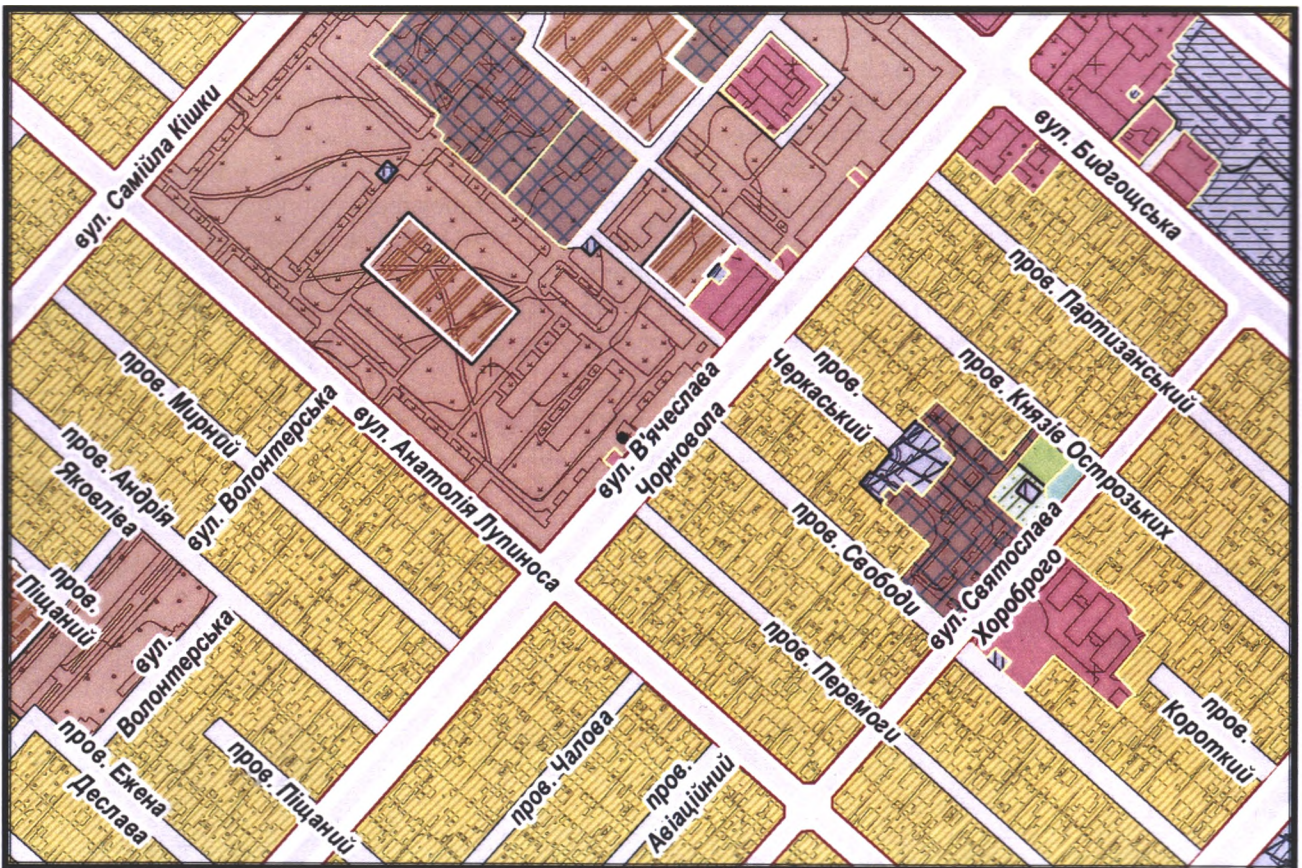 вул. Самійла Кішки
вул. Бидгощська
пров. Партизанський
пров. Мирний
пров.
Черкаський
пров. Князів Острозьких
вул. Волонтерська
вул. Анатолія Лупиноса
вул. В'ячеслава
Чорновола
пров. Андрія
Яковліва
пров. Свободи
вул. Святослава
Хороброго
пров.
Піщаний
вул.
Волонтерська
пров. Перемоги
пров. Ежена
Деслава
пров. Піщаний
пров. Чалова
пров.
Авіаційний
пров.
Короткий